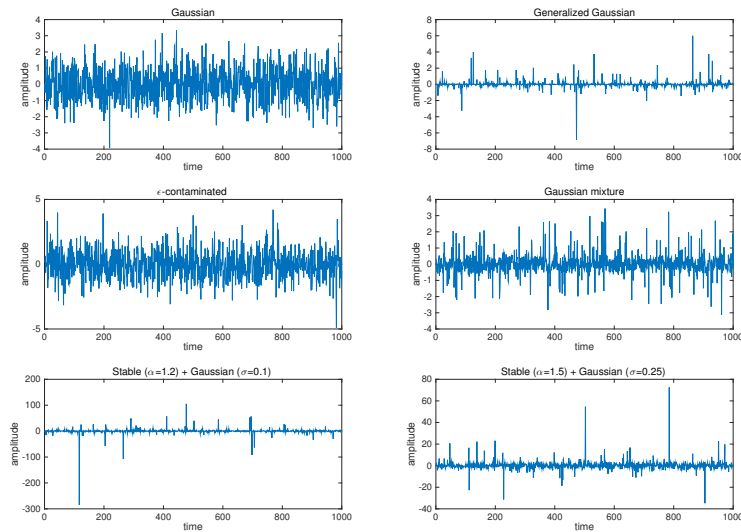 Gaussian
amplitude
4
3
2
1
0
-1
-2
-3
-4
0 200 400 600 800 1000
time
Generalized Gaussian
amplitude
8
6
4
2
0
-2
-4
-6
-8
0 200 400 600 800 1000
time
ϵ-contaminated
amplitude
5
0
-5
0 200 400 600 800 1000
time
Gaussian mixture
amplitude
4
3
2
1
0
-1
-2
-3
-4
0 200 400 600 800 1000
time
Stable (α=1.2) + Gaussian (σ=0.1)
amplitude
200
100
0
-100
-200
-300
0 200 400 600 800 1000
time
Stable (α=1.5) + Gaussian (σ=0.25)
amplitude
80
60
40
20
0
-20
-40
0 200 400 600 800 1000
time